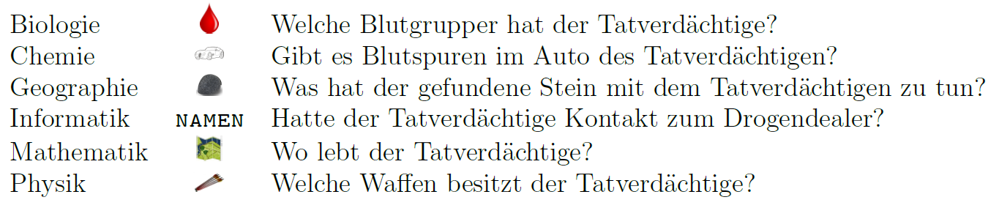 Biologie Welche Blutgrupper hat der Tatverdächtige?
Chemie Gibt es Blutspuren im Auto des Tatverdächtigen?
Geographie Was hat der gefundene Stein mit dem Tatverdächtigen zu tun?
Informatik NAMEN Hatte der Tatverdächtige Kontakt zum Drogendealer?
Mathematik Wo lebt der Tatverdächtige?
Physik Welche Waffen besitzt der Tatverdächtige?